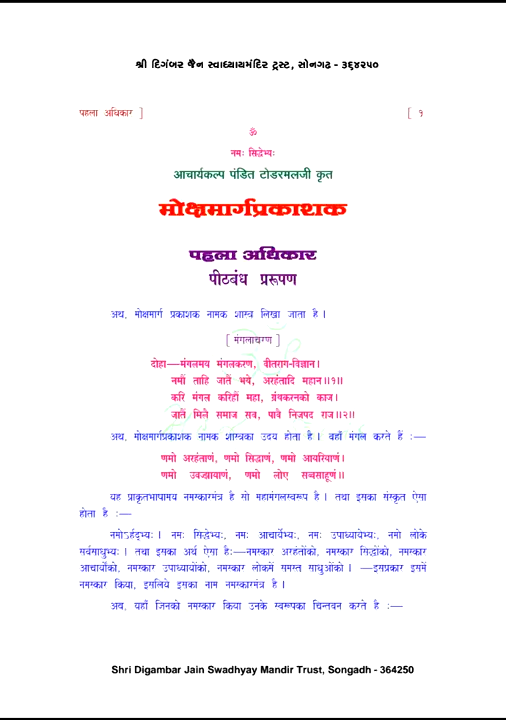 શ્રી દિગંબર જૈન સ્વાધ્યાયમંદિર ટ્રસ્ટ, સોનગઢ - ૩૬૪૨૫૦
पहला अधिकार ] [ १
ॐ
नमः सिद्धेभ्यः
आचार्यकल्प पंडित टोडरमलजी कृत
मोक्षमार्गप्रकाशक
पहला अधिकार
पीठबंध प्ररूपण
अथ, मोक्षमार्ग प्रकाशक नामक शास्त्र लिखा जाता है।
[ मंगलाचरण ]
दोहा—मंगलमय मंगलकरण, वीतराग-विज्ञान।
नमौं ताहि जातैं भये, अरहंतादि महान॥१॥
करि मंगल करिहौं महा, ग्रंथकरनको काज।
जातैं मिलै समाज सब, पावै निजपद राज॥२॥
अथ, मोक्षमार्गप्रकाशक नामक शास्त्रका उदय होता है। वहाँ मंगल करते हैं :—
णमो अरहंताणं, णमो सिद्धाणं, णमो आयरियाणं।
णमो उवज्झायाणं, णमो लोए सव्वसाहूणं॥
यह प्राकृतभाषामय नमस्कारमंत्र है सो महामंगलस्वरूप है। तथा इसका संस्कृत ऐसा
होता है :—
नमोऽर्हद्भ्यः। नमः सिद्धेभ्यः, नमः आचार्येभ्यः, नमः उपाध्यायेभ्यः, नमो लोके
सर्वसाधुभ्यः। तथा इसका अर्थ ऐसा है:—नमस्कार अरहंतोंको, नमस्कार सिद्धोंको, नमस्कार
आचार्योंको, नमस्कार उपाध्यायोंको, नमस्कार लोकमें समस्त साधुओंको। —इसप्रकार इसमें
नमस्कार किया, इसलिये इसका नाम नमस्कारमंत्र है।
अब, यहाँ जिनको नमस्कार किया उनके स्वरूपका चिन्तवन करते है :—
Shri Digambar Jain Swadhyay Mandir Trust, Songadh - 364250